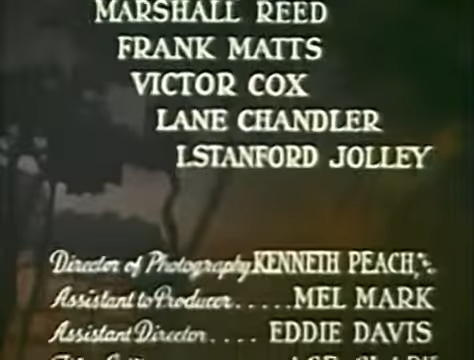 MARSHALL REED
FRANK MATTS
VICTOR COX
LANE CHANDLER
I.STANFORD JOLLEY
Director of Photography KENNETH PEACH,
Assistant to Producer.....MEL MARK
Assistant Director.... EDDIE DAVIS